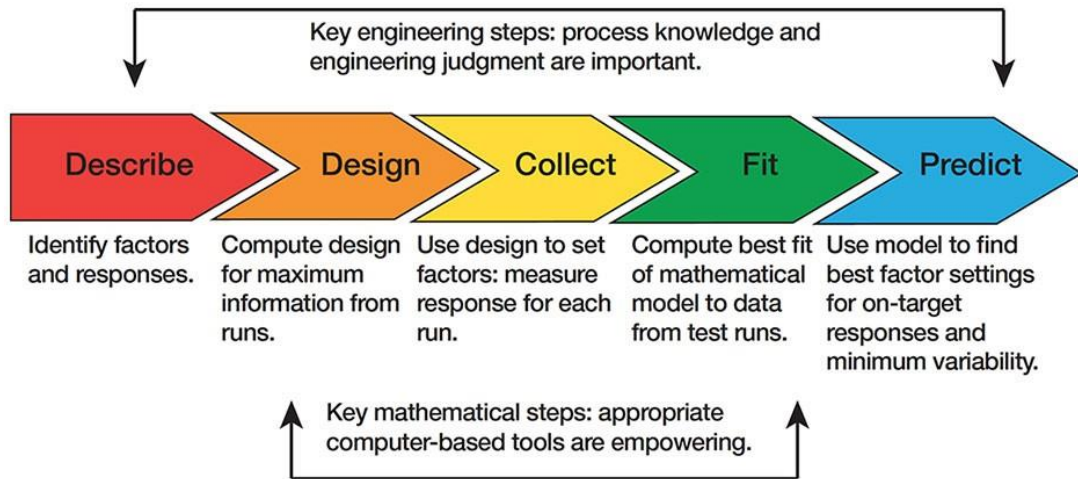 Key engineering steps: process knowledge and
engineering judgment are important.
Describe
Design
Collect
Fit
Predict
Identify factors
and responses.
Compute design
for maximum
information from
runs.
Use design to set
factors: measure
response for each
run.
Compute best fit
of mathematical
model to data
from test runs.
Use model to find
best factor settings
for on-target
responses and
minimum variability.
Key mathematical steps: appropriate
computer-based tools are empowering.